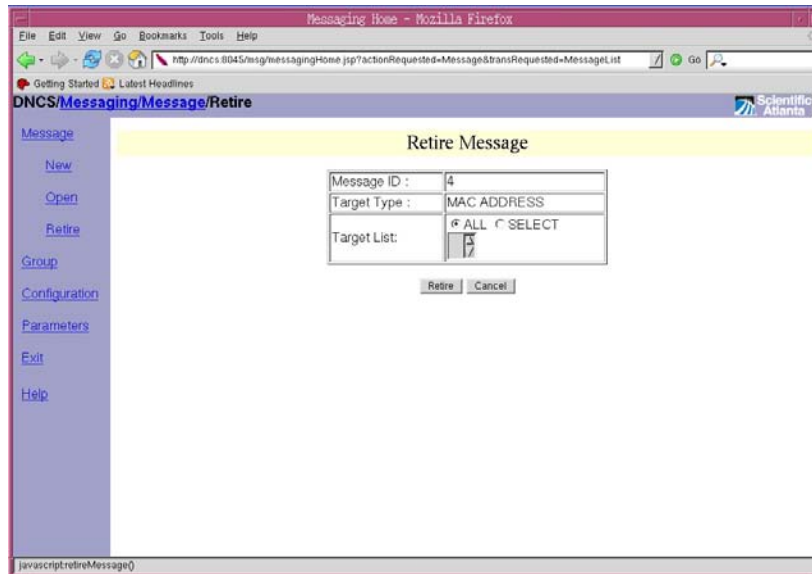 Messaging Home - Mozilla Firefox
File Edit View Go Bookmarks Tools Help
http://dncs:8045/msg/messagingHome.jsp?actionRequested=Message&transRequested=MessageList
Go
Getting Started Latest Headlines
DNCS/Messaging/Message/Retire
Scientific
Atlanta
Message
New
Open
Retire
Group
Configuration
Parameters
Exit
Help
Retire Message
Message ID : 4
Target Type : MAC ADDRESS
Target List: ALL SELECT
Retire Cancel
javascript:retireMessage()